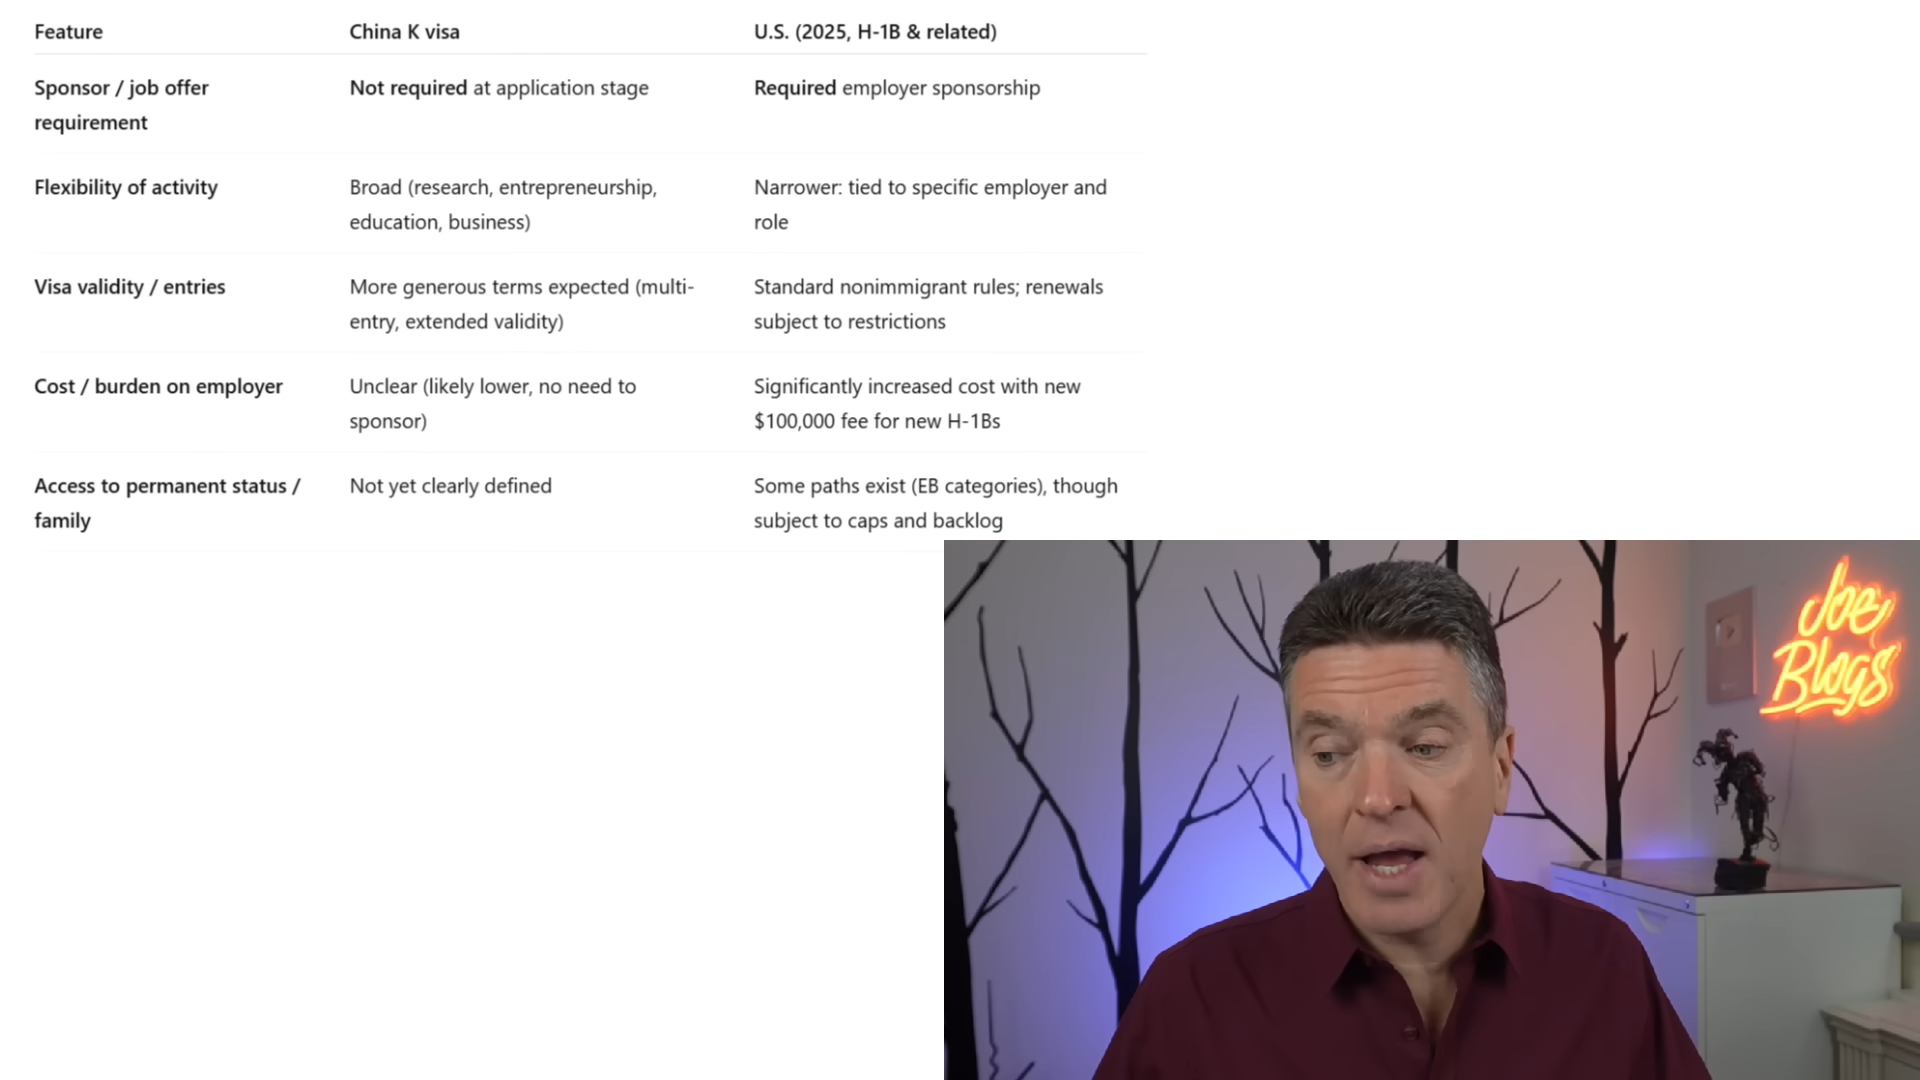 Feature China K visa U.S. (2025, H-1B & related)
Sponsor / job offer Not required at application stage Required employer sponsorship
requirement
Flexibility of activity Broad (research, entrepreneurship, Narrower: tied to specific employer and
education, business) role
Visa validity / entries More generous terms expected (multi- Standard nonimmigrant rules; renewals
entry, extended validity) subject to restrictions
Cost / burden on employer Unclear (likely lower, no need to Significantly increased cost with new
sponsor) $100,000 fee for new H-1Bs
Access to permanent status / Not yet clearly defined Some paths exist (EB categories), though
family subject to caps and backlog
Joe
Blogs